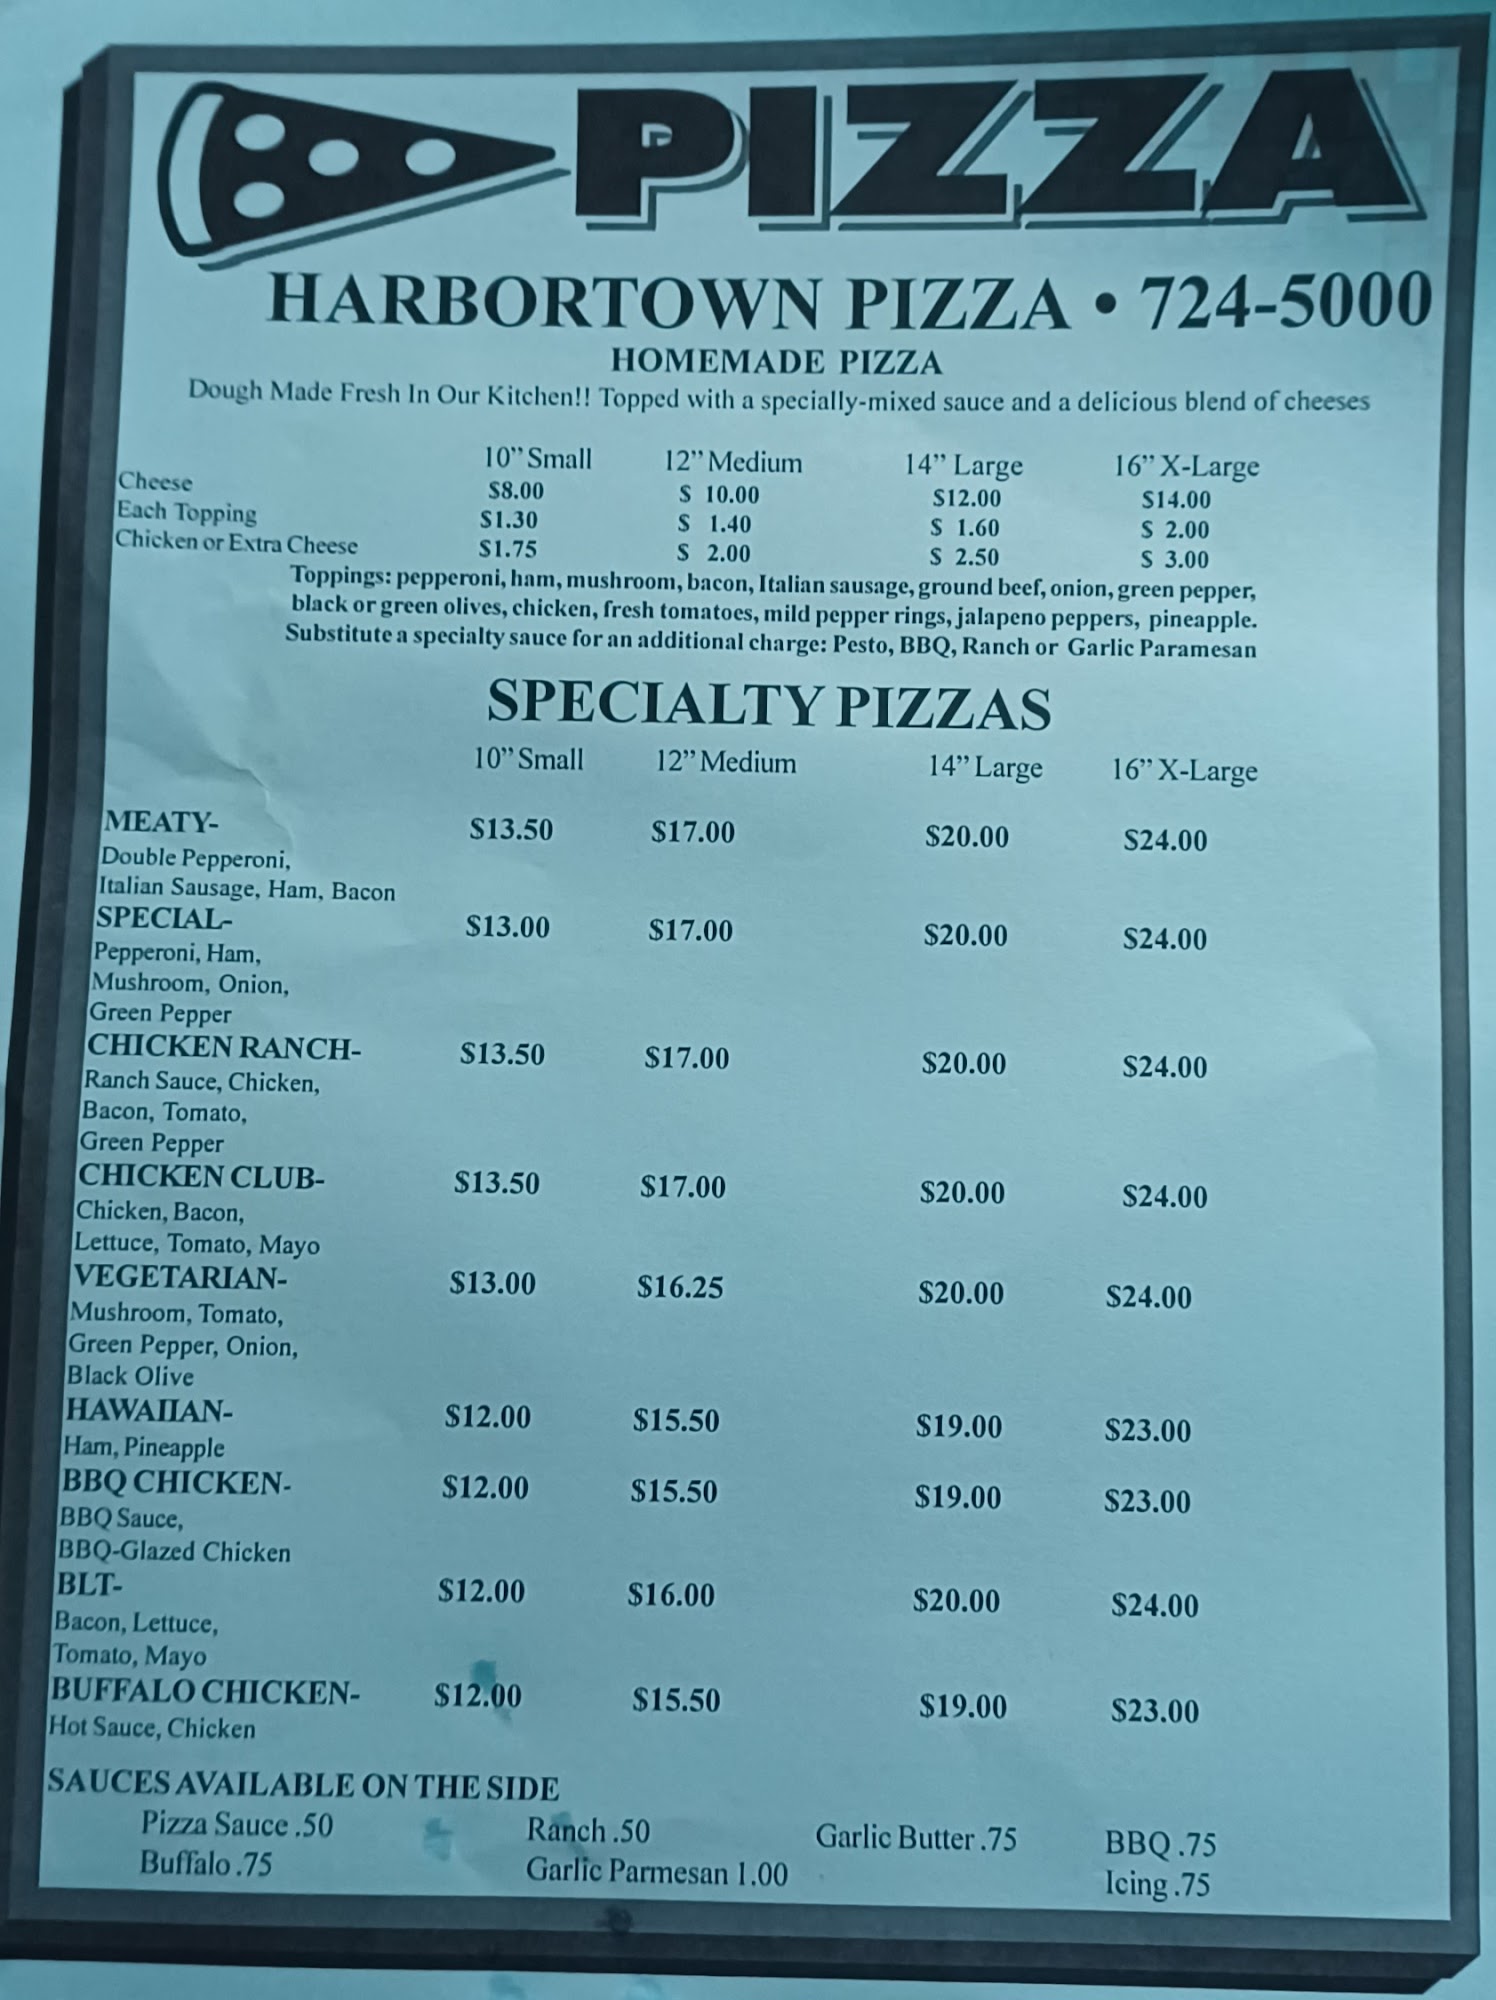 PIZZA
HARBORTOWN PIZZA • 724-5000
HOMEMADE PIZZA
Dough Made Fresh In Our Kitchen!! Topped with a specially-mixed sauce and a delicious blend of cheeses
10" Small 12" Medium 14" Large 16" X-Large
Cheese $8.00 $ 10.00 $12.00 $14.00
Each Topping $1.30 $ 1.40 $ 1.60 $ 2.00
Chicken or Extra Cheese $1.75 $ 2.00 $ 2.50 $ 3.00
Toppings: pepperoni, ham, mushroom, bacon, Italian sausage, ground beef, onion, green pepper,
black or green olives, chicken, fresh tomatoes, mild pepper rings, jalapeno peppers, pineapple.
Substitute a specialty sauce for an additional charge: Pesto, BBQ, Ranch or Garlic Paramesan
SPECIALTY PIZZAS
10" Small 12" Medium 14" Large 16" X-Large
MEATY- $13.50 $17.00 $20.00 $24.00
Double Pepperoni,
Italian Sausage, Ham, Bacon
SPECIAL- $13.00 $17.00 $20.00 $24.00
Pepperoni, Ham,
Mushroom, Onion,
Green Pepper
CHICKEN RANCH- $13.50 $17.00 $20.00 $24.00
Ranch Sauce, Chicken,
Bacon, Tomato,
Green Pepper
CHICKEN CLUB- $13.50 $17.00 $20.00 $24.00
Chicken, Bacon,
Lettuce, Tomato, Mayo
VEGETARIAN- $13.00 $16.25 $20.00 $24.00
Mushroom, Tomato,
Green Pepper, Onion,
Black Olive
HAWAIIAN- $12.00 $15.50 $19.00 $23.00
Ham, Pineapple
BBQ CHICKEN- $12.00 $15.50 $19.00 $23.00
BBQ Sauce,
BBQ-Glazed Chicken
BLT- $12.00 $16.00 $20.00 $24.00
Bacon, Lettuce,
Tomato, Mayo
BUFFALO CHICKEN- $12.00 $15.50 $19.00 $23.00
Hot Sauce, Chicken
SAUCES AVAILABLE ON THE SIDE
Pizza Sauce .50 Ranch .50 Garlic Butter .75 BBQ .75
Buffalo .75 Garlic Parmesan 1.00 Icing .75